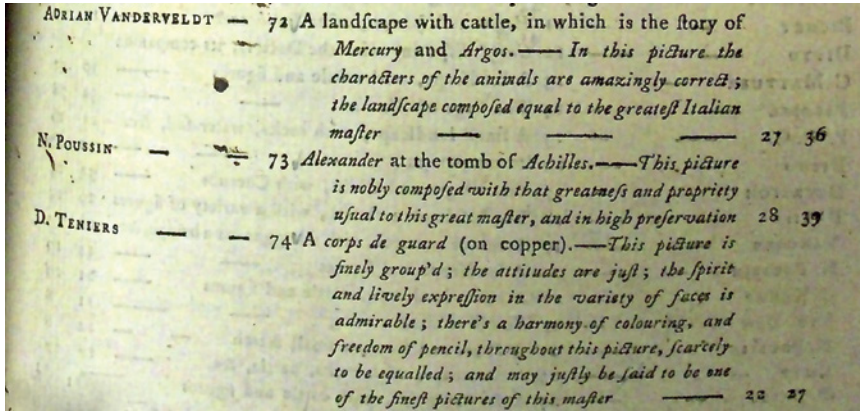 ADRIAN VANDERVELDT — 72 A landſcape with cattle, in which is the ſtory of
Mercury and Argos.—— In this picture the
characters of the animals are amazingly correct;
the landſcape compoſed equal to the greateſt Italian
maſter —— —— —— 27 36
N. POUSSIN — — 73 Alexander at the tomb of Achilles.——This picture
is nobly compoſed with that greatneſs and propriety
uſual to this great maſter, and in high preſervation 28 39
D. TENIERS — — 74 A corps de guard (on copper).——This picture is
finely group'd; the attitudes are juſt; the ſpirit
and lively expreſſion in the variety of faces is
admirable; there's a harmony of colouring, and
freedom of pencil, throughout this picture, ſcarcely
to be equalled; and may juſtly be ſaid to be one
of the fineſt pictures of this maſter —— 22 27